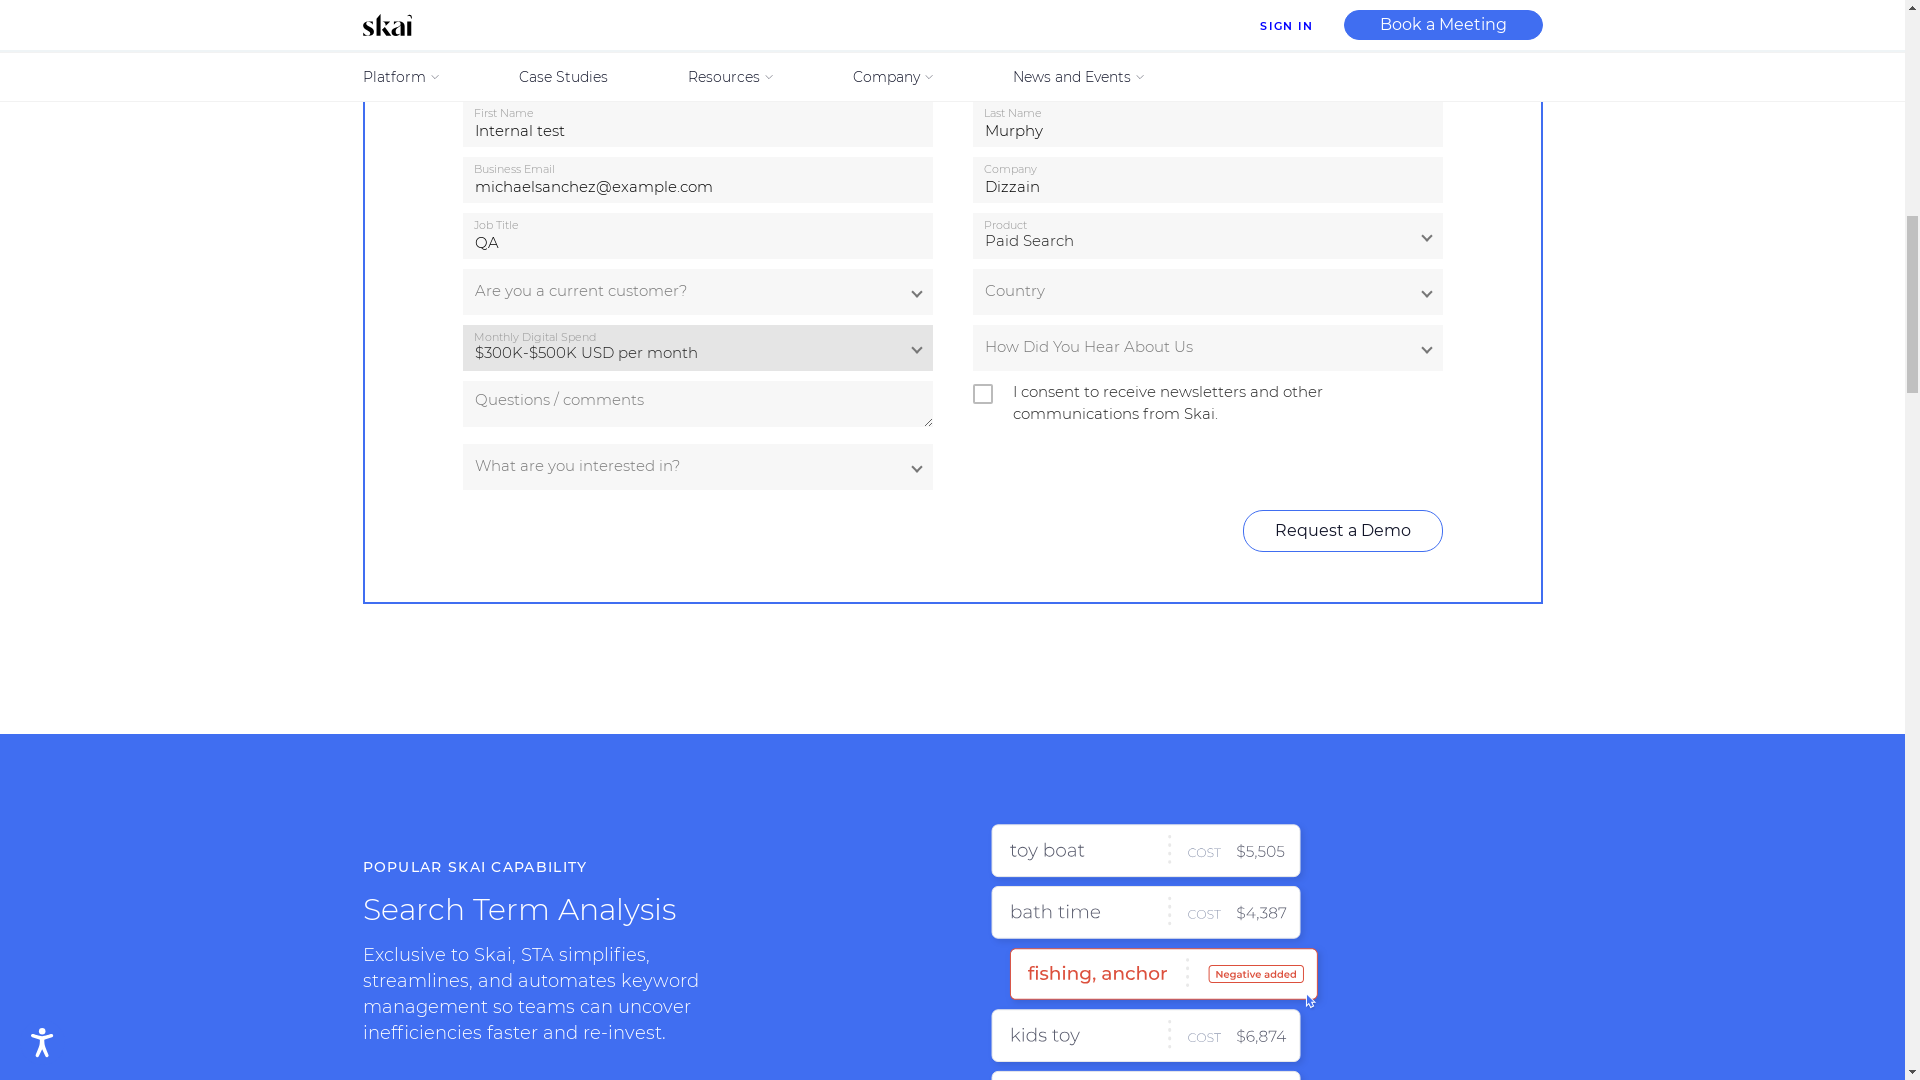 skai
SIGN IN
Book a Meeting
Platform
Case Studies
Resources
Company
News and Events
First Name
Internal test
Last Name
Murphy
Business Email
michaelsanchez@example.com
Company
Dizzain
Job Title
QA
Product
Paid Search
Are you a current customer?
Country
Monthly Digital Spend
$300K-$500K USD per month
How Did You Hear About Us
Questions / comments
I consent to receive newsletters and other
communications from Skai.
What are you interested in?
Request a Demo
POPULAR SKAI CAPABILITY
Search Term Analysis
Exclusive to Skai, STA simplifies,
streamlines, and automates keyword
management so teams can uncover
inefficiencies faster and re-invest.
toy boat COST $5,505
bath time COST $4,387
fishing, anchor Negative added
kids toy COST $6,874